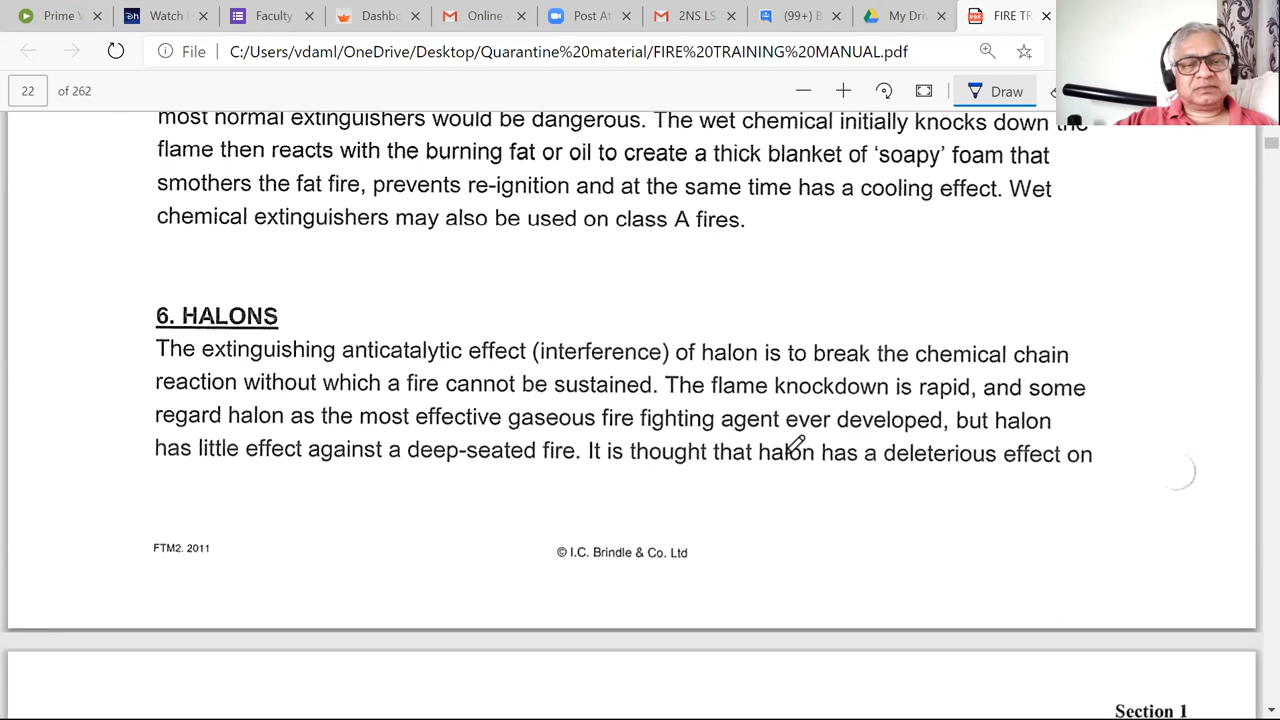 Prime V
Watch
Faculty
Dashbo
Online
Post At
2NS 1S
(99+) E
My Driv
FIRE TR
File
C:/Users/vdaml/OneDrive/Desktop/Quarantine%20material/FIRE%20TRAINING%20MANUAL.pdf
22 of 262
Draw
most normal extinguishers would be dangerous. The wet chemical initially knocks down the
flame then reacts with the burning fat or oil to create a thick blanket of ‘soapy’ foam that
smothers the fat fire, prevents re-ignition and at the same time has a cooling effect. Wet
chemical extinguishers may also be used on class A fires.
6. HALONS
The extinguishing anticatalytic effect (interference) of halon is to break the chemical chain
reaction without which a fire cannot be sustained. The flame knockdown is rapid, and some
regard halon as the most effective gaseous fire fighting agent ever developed, but halon
has little effect against a deep-seated fire. It is thought that halon has a deleterious effect on
FTM2. 2011
© I.C. Brindle & Co. Ltd
Section 1